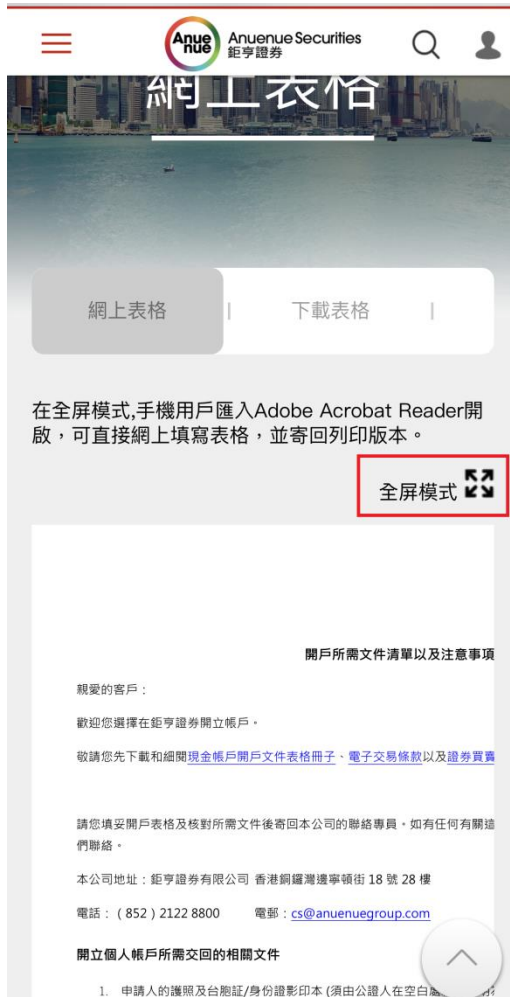 Anue
nue
Anuenue Securities
鉅亨證券
網上表格
網上表格 | 下載表格 |
在全屏模式,手機用戶匯入Adobe Acrobat Reader開
啟，可直接網上填寫表格，並寄回列印版本。
全屏模式
開戶所需文件清單以及注意事項
親愛的客戶：
歡迎您選擇在鉅亨證券開立帳戶。
敬請您先下載和細閱現金帳戶開戶文件表格冊子、電子交易條款以及證券買賣
請您填妥開戶表格及核對所需文件後寄回本公司的聯絡專員。如有任何有關這
們聯絡。
本公司地址：鉅亨證券有限公司 香港銅鑼灣邊寧頓街 18 號 28 樓
電話：(852) 2122 8800 電郵：cs@anuenuegroup.com
開立個人帳戶所需交回的相關文件
1. 申請人的護照及台胞証/身份證影印本 (須由公證人在空白處